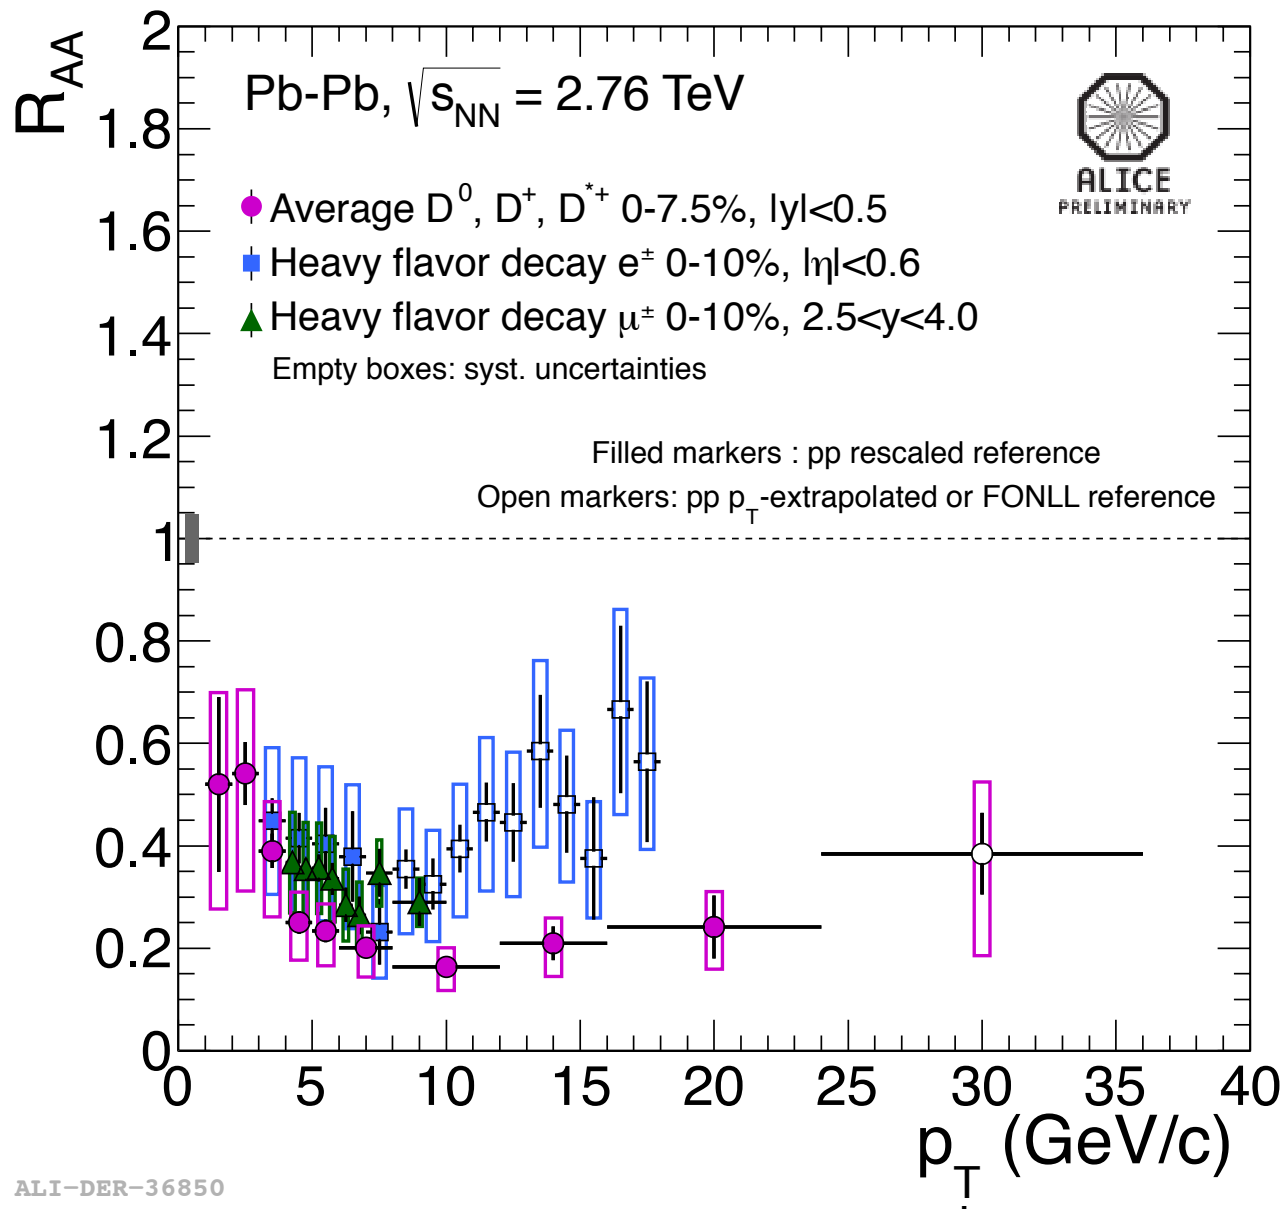 R_AA
Pb-Pb, √s_NN = 2.76 TeV
ALICE
PRELIMINARY
Average D^0, D^+, D^*+ 0-7.5%, |y|<0.5
Heavy flavor decay e^± 0-10%, |η|<0.6
Heavy flavor decay μ^± 0-10%, 2.5<y<4.0
Empty boxes: syst. uncertainties
Filled markers : pp rescaled reference
Open markers: pp p_T-extrapolated or FONLL reference
2
1.8
1.6
1.4
1.2
1
0.8
0.6
0.4
0.2
0
0 5 10 15 20 25 30 35 40
p_T (GeV/c)
ALI-DER-36850